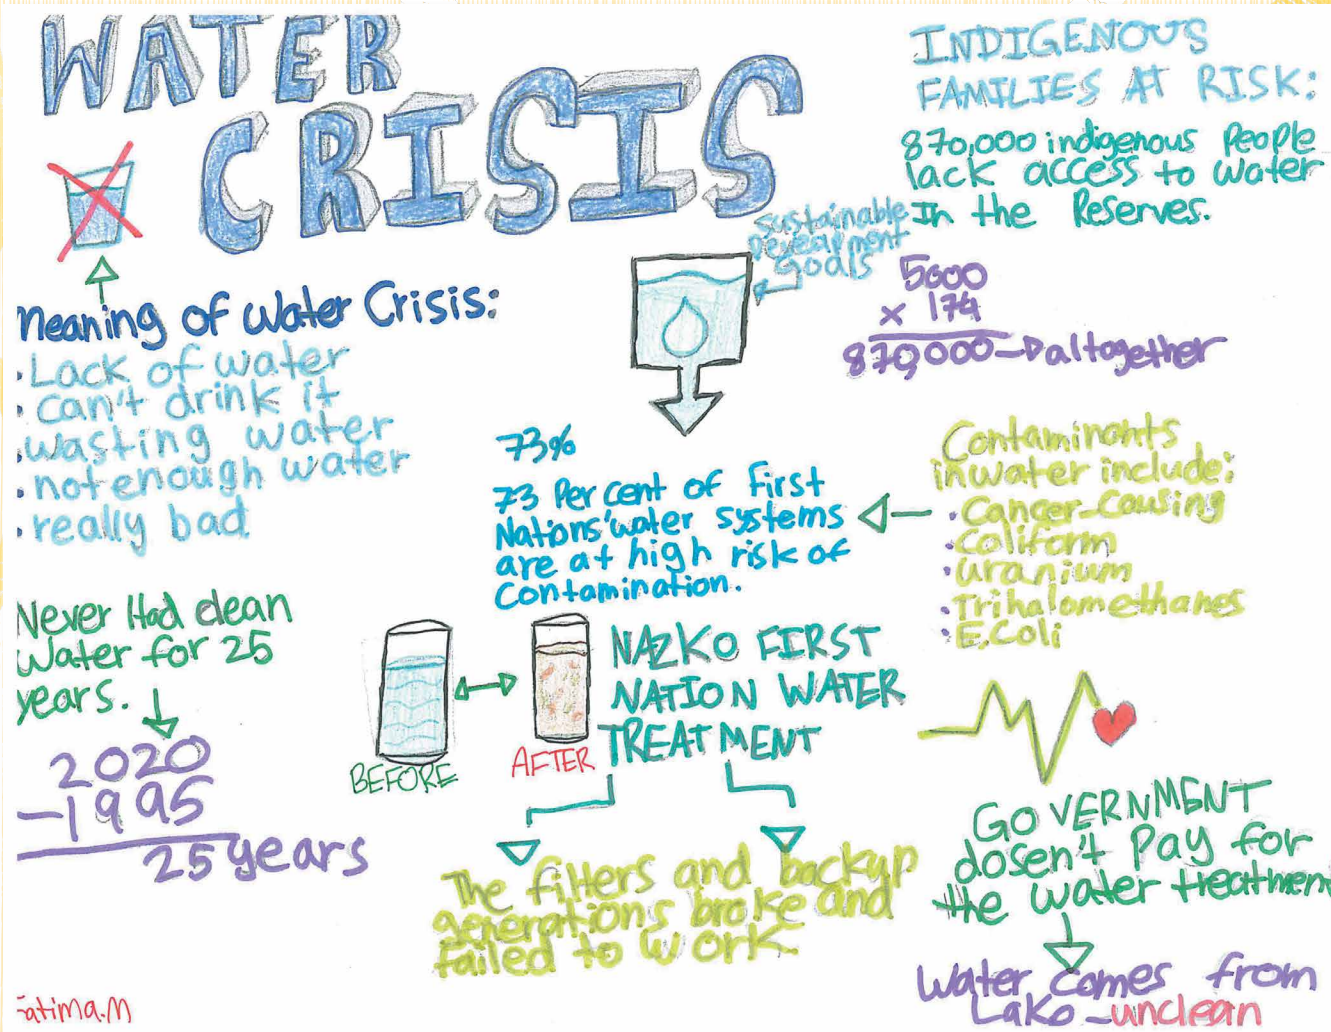 WATER
CRISIS
Meaning of Water Crisis:
• Lack of water
• can't drink it
• wasting water
• not enough water
• really bad
Never Had clean
Water for 25
years.
2020
-1995
25 years
Sustainable
Goals
INDIGENOUS
FAMILIES AT RISK:
870,000 indigenous People
lack access to water
In the Reserves.
5000
x 174
870,000 altogether
73%
73 Per cent of First
Nations' water systems
are at high risk of
contamination.
Contaminants
in water include:
• Cancer-Causing
• Coliform
• Uranium
• Trihalomethanes
• E.Coli
BEFORE
AFTER
NAZKO FIRST
NATION WATER
TREATMENT
The filters and backup
generations broke and
failed to work.
GOVERNMENT
dosen't Pay for
the water treatment
Water comes from
Lake - unclean
Fatima.M